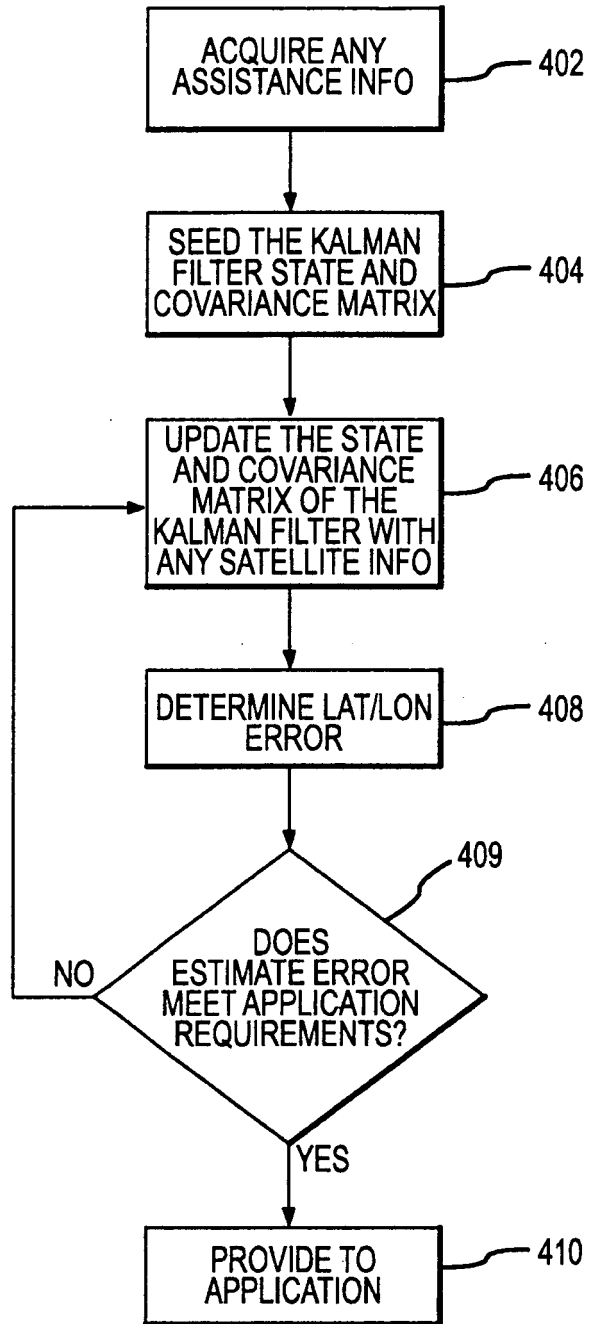 ACQUIRE ANY
ASSISTANCE INFO
402
SEED THE KALMAN
FILTER STATE AND
COVARIANCE MATRIX
404
UPDATE THE STATE
AND COVARIANCE
MATRIX OF THE
KALMAN FILTER WITH
ANY SATELLITE INFO
406
DETERMINE LAT/LON
ERROR
408
409
DOES
ESTIMATE ERROR
MEET APPLICATION
REQUIREMENTS?
NO
YES
PROVIDE TO
APPLICATION
410